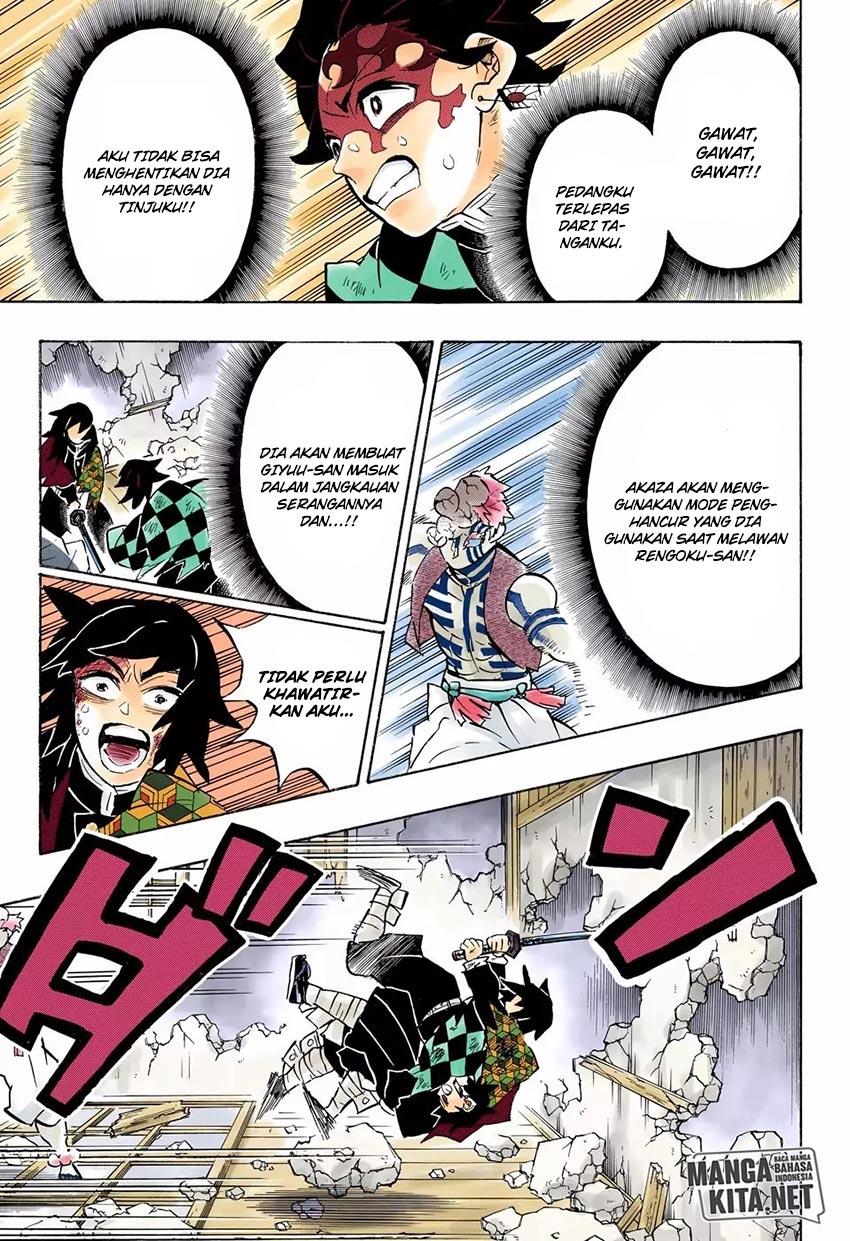 GAWAT,
GAWAT,
GAWAT!!
PEDANGKU
TERLEPAS
DARI TA-
NGANKU.
AKU TIDAK BISA
MENGHENTIKAN DIA
HANYA DENGAN
TINJUKU!!
AKAZA AKAN MENG-
GUNAKAN MODE PENG-
HANCUR YANG DIA
GUNAKAN SAAT MELAWAN
RENGOKU-SAN!!
DIA AKAN MEMBUAT
GIYUU-SAN MASUK
DALAM JANGKAUAN
SERANGANNYA
DAN...!!
TIDAK PERLU
KHAWATIR-
KAN AKU...
ダン
MANGA
KITA.NET
BACA MANGA
BAHASA
INDONESIA